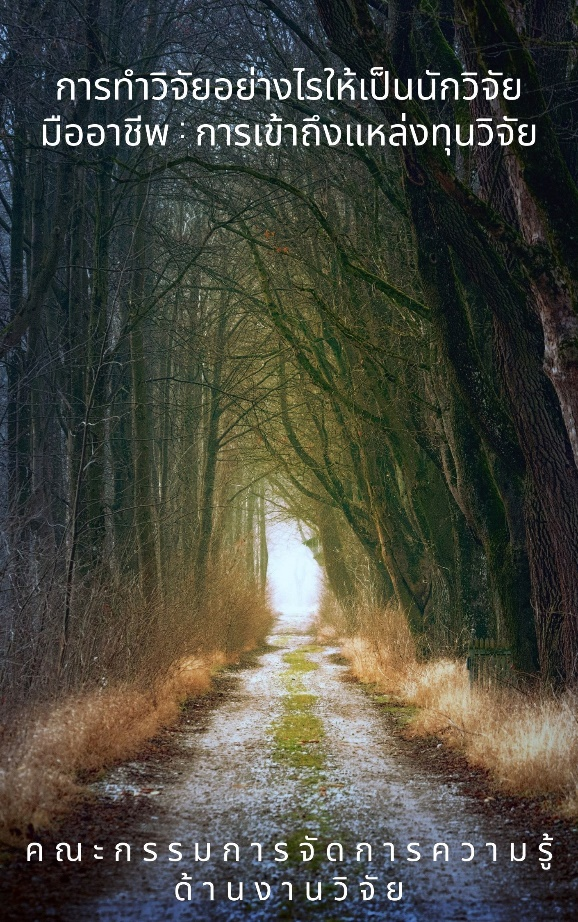 การทำวิจัยอย่างไรให้เป็นนักวิจัย
มืออาชีพ : การเข้าถึงแหล่งทุนวิจัย
คณะกรรมการจัดการความรู้
ด้านงานวิจัย